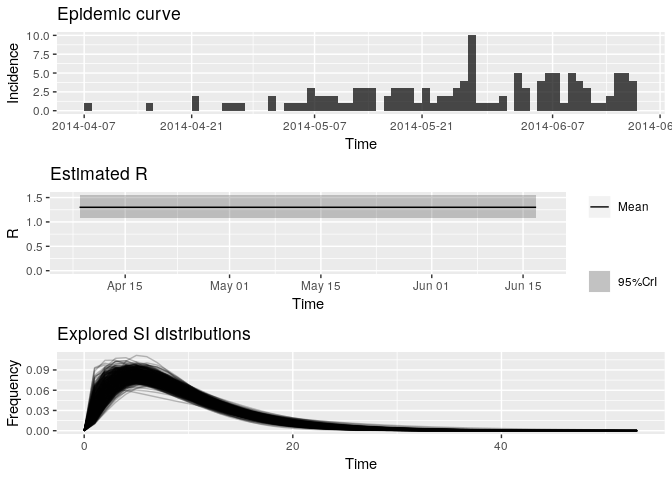 Epidemic curve
10.0
7.5
5.0
2.5
0.0
Incidence
2014-04-07 2014-04-21 2014-05-07 2014-05-21 2014-06-07 2014-06
Time
Estimated R
1.5
1.0
0.5
0.0
R
Apr 15 May 01 May 15 Jun 01 Jun 15
Time
Mean
95%CrI
Explored SI distributions
0.09
0.06
0.03
0.00
Frequency
0 20 40
Time